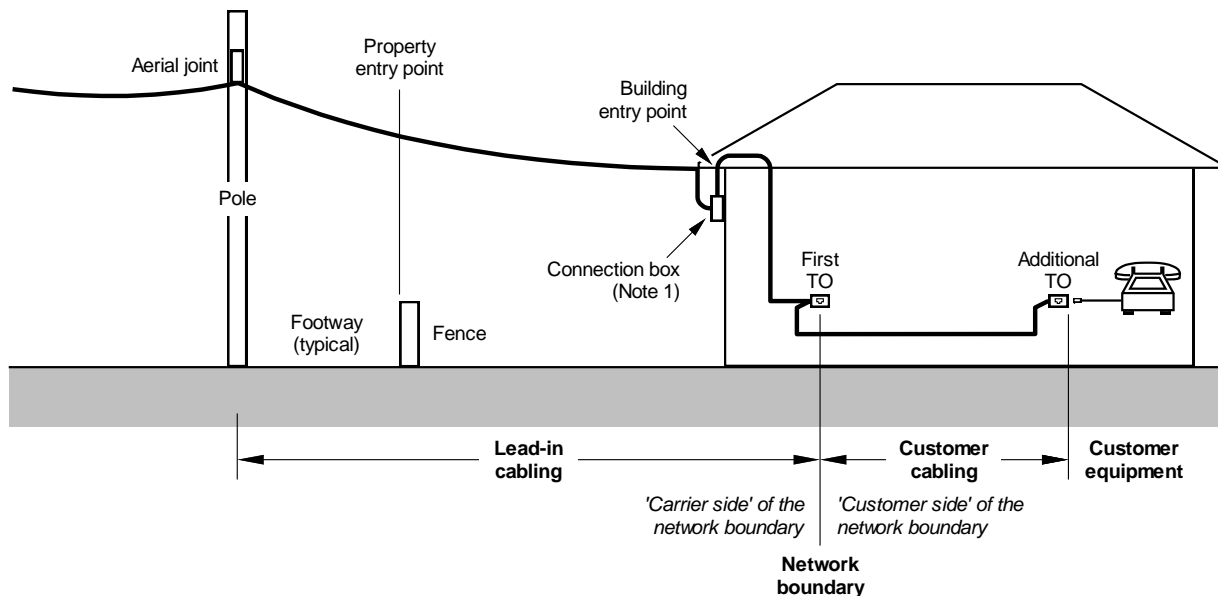 Aerial joint
Property
entry point
Building
entry point
Pole
Connection box
(Note 1)
First
TO
Additional
TO
Footway
(typical)
Fence
Lead-in
cabling
Customer
cabling
Customer
equipment
'Carrier side' of the
network boundary
'Customer side' of the
network boundary
Network
boundary